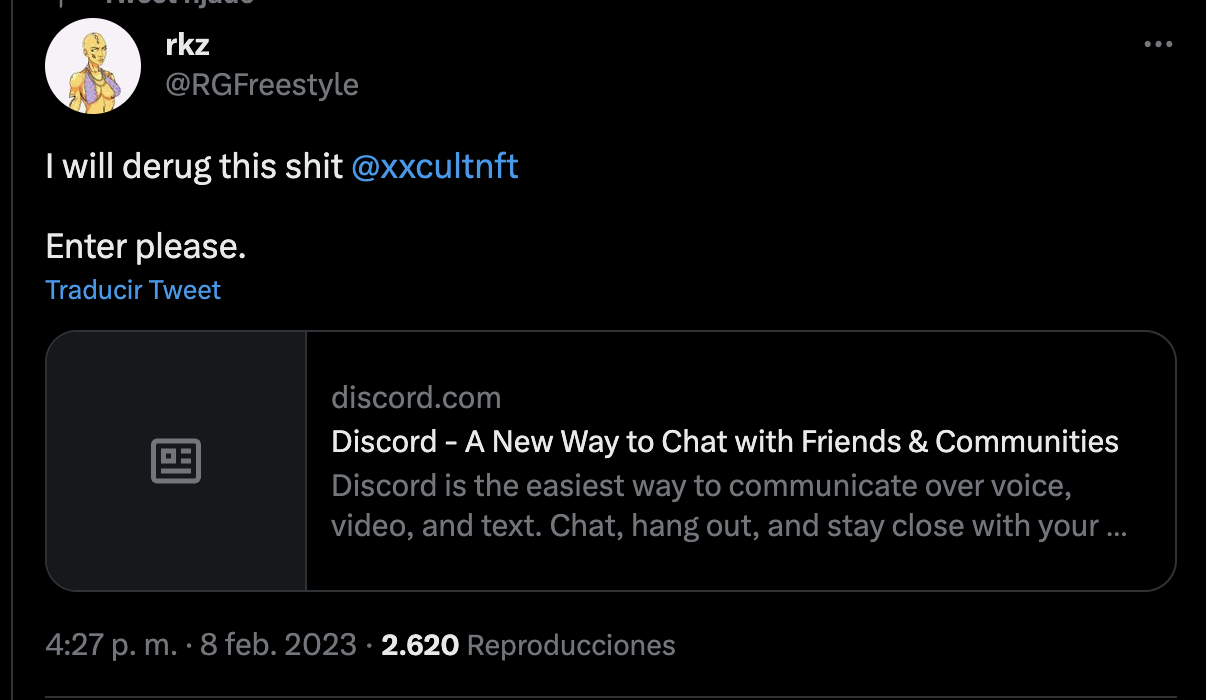 Tweet fijado
rkz
@RGFreestyle
I will derug this shit @xxcultnft
Enter please.
Traducir Tweet
discord.com
Discord - A New Way to Chat with Friends & Communities
Discord is the easiest way to communicate over voice,
video, and text. Chat, hang out, and stay close with your ...
4:27 p. m. · 8 feb. 2023 · 2.620 Reproducciones